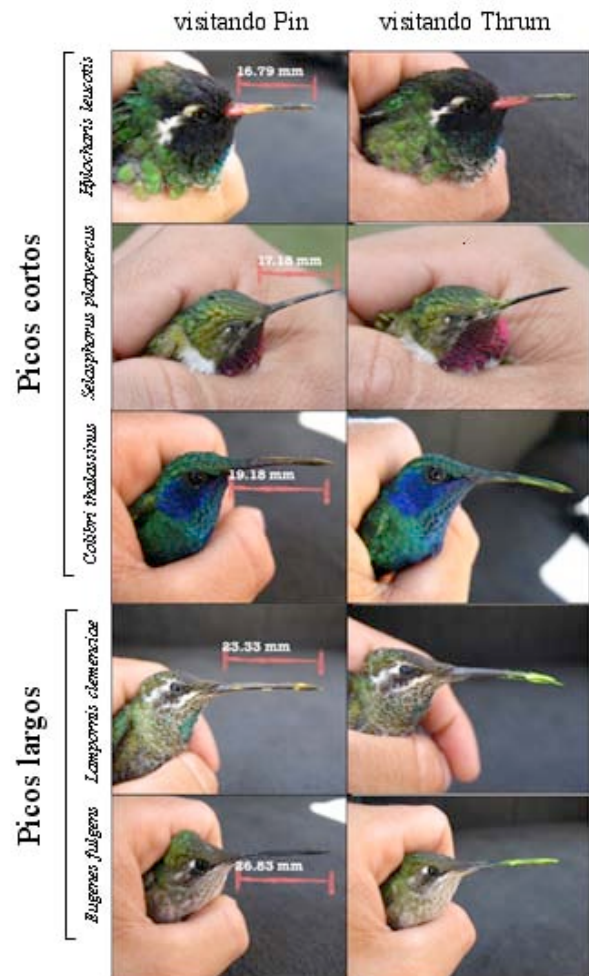 visitando Pin
visitando Thrum
Picos cortos
Hylocharis leucotis
16.79 mm
Selasphorus platycercus
17.18 mm
Colibri thalassinus
19.18 mm
Picos largos
Lampornis clemenciae
23.33 mm
Eugenes fulgens
26.83 mm